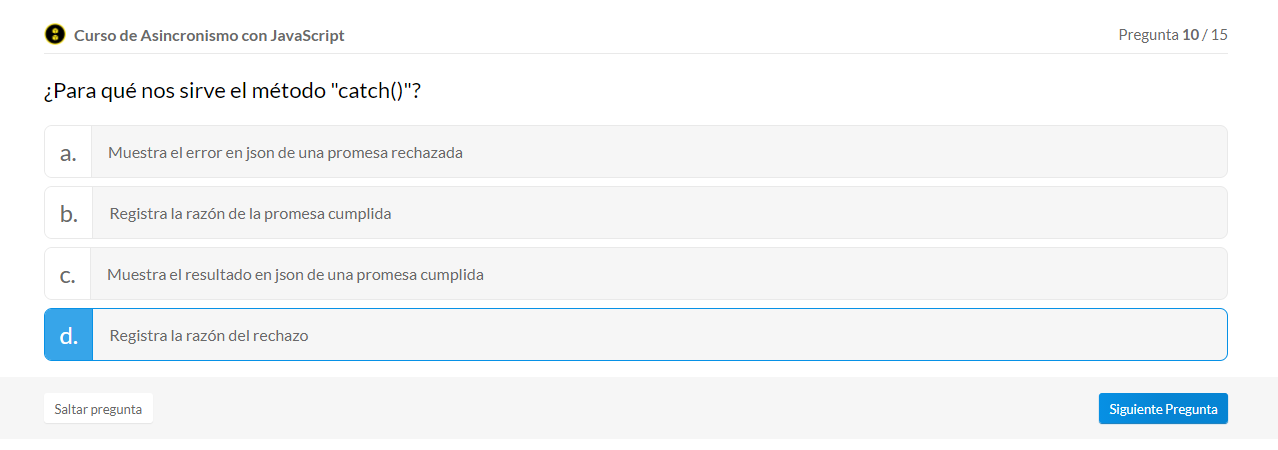 Curso de Asincronismo con JavaScript
Pregunta 10 / 15
¿Para qué nos sirve el método "catch()"?
a. Muestra el error en json de una promesa rechazada
b. Registra la razón de la promesa cumplida
c. Muestra el resultado en json de una promesa cumplida
d. Registra la razón del rechazo
Saltar pregunta
Siguiente Pregunta